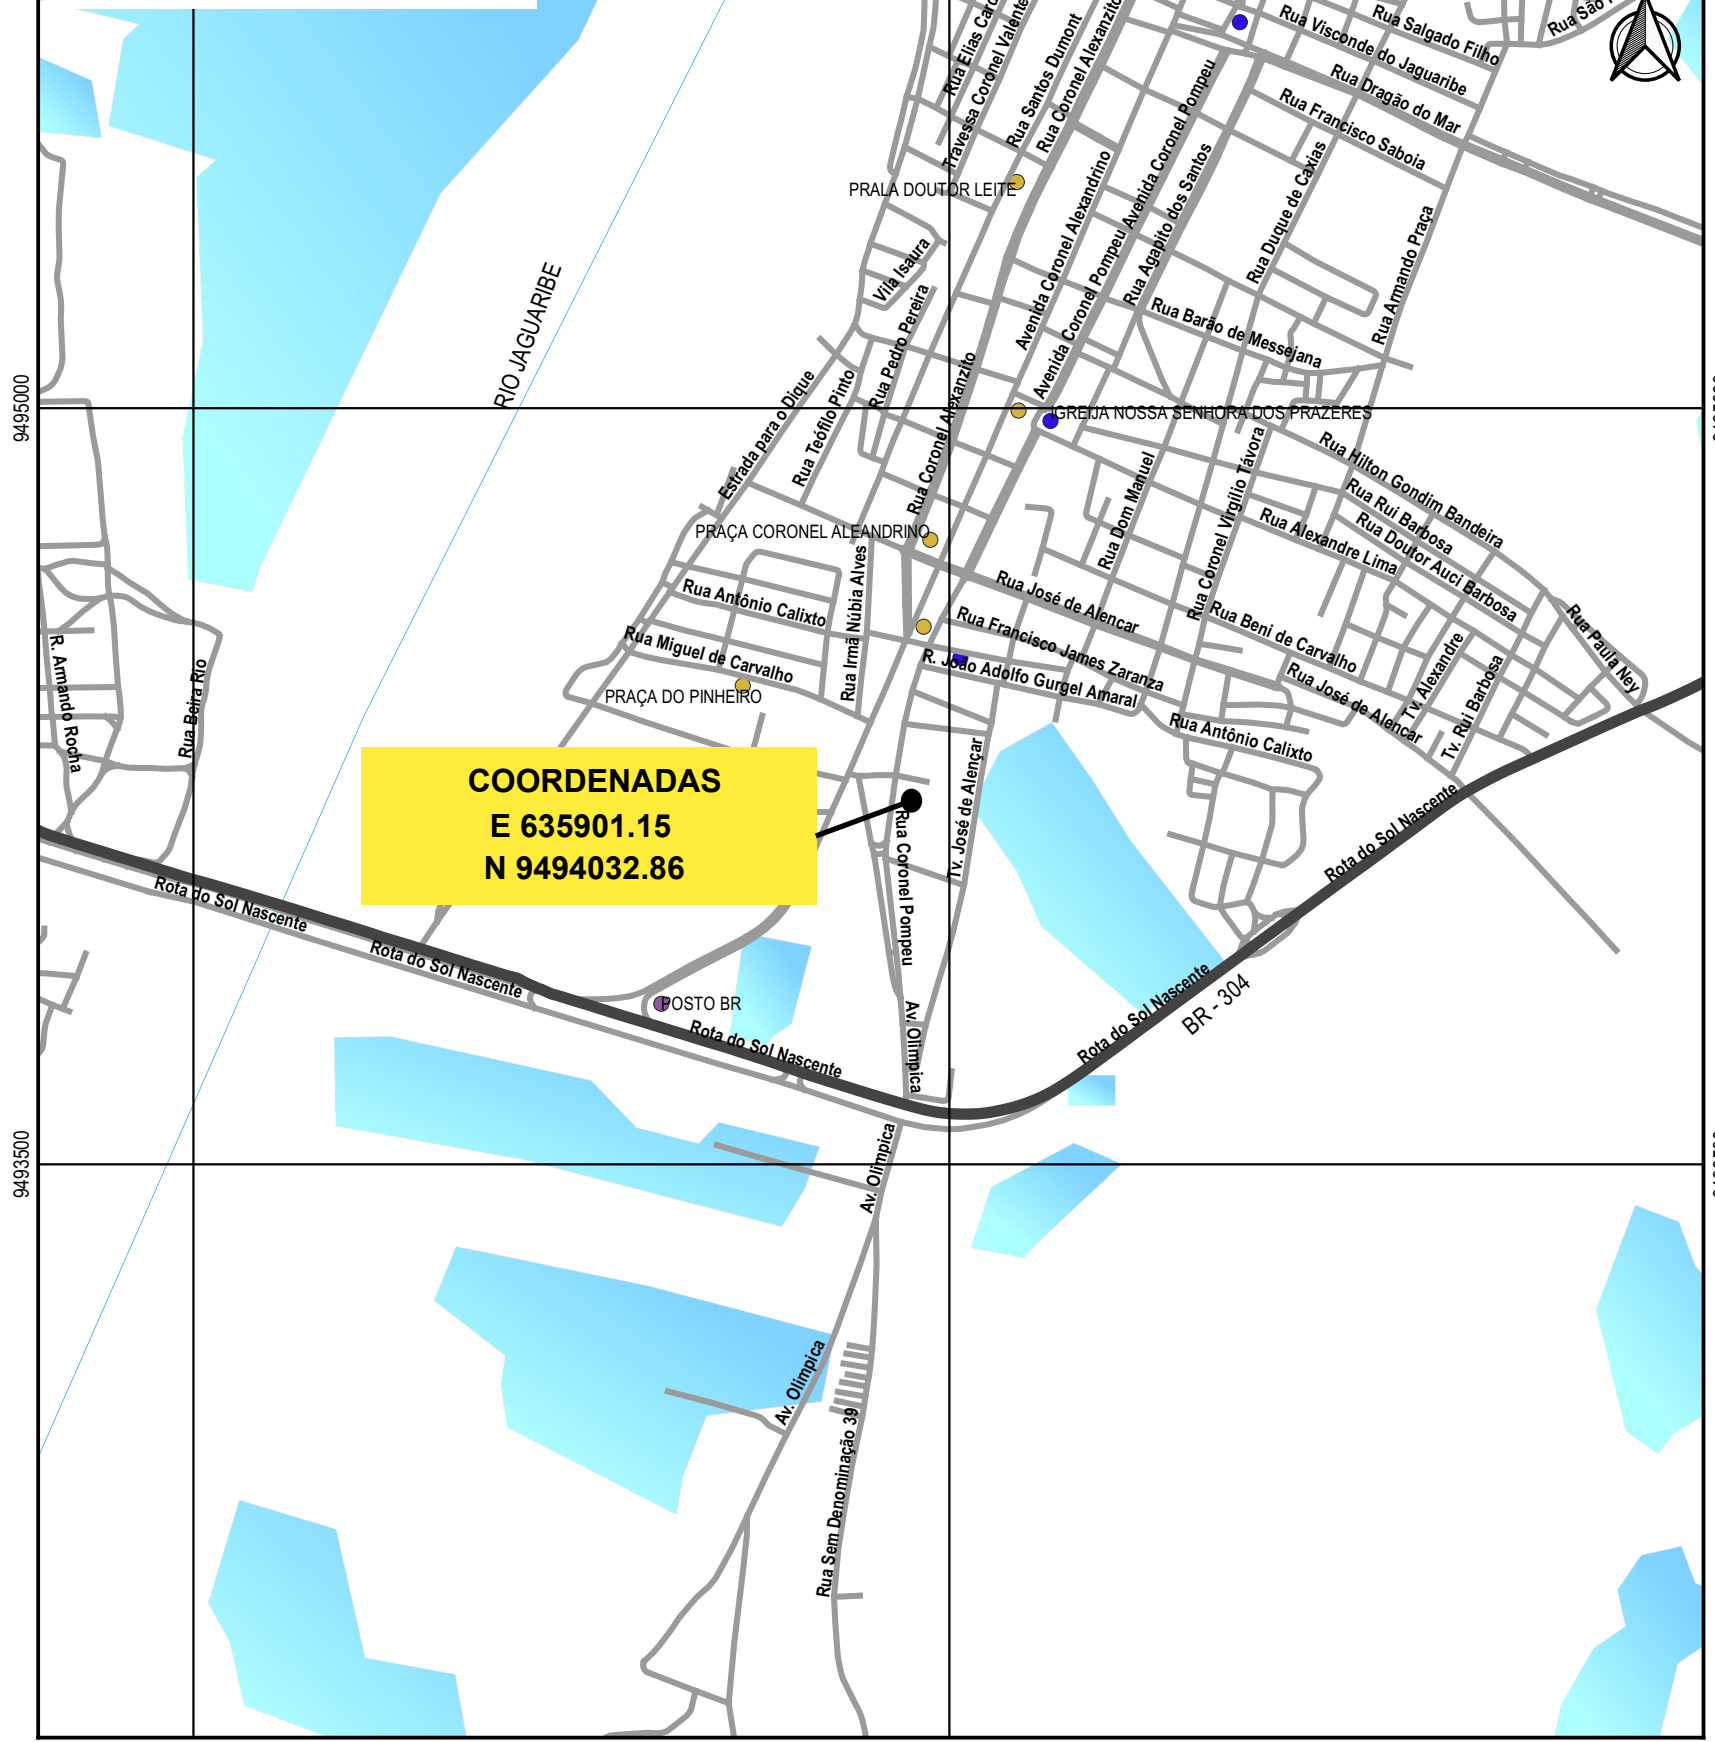 Rua Elias
Travessa Coronel Valente
Rua Santos Dumont
Rua Coronel Alexanzito
Avenida Coronel Pompeu
Rua Visconde do Jaguaribe
Rua Salgado Filho
Rua São
Rua Dragão do Mar
Rua Francisco Saboia
PRALA DOUTOR LEITE
Avenida Coronel Alexandrino
Avenida Coronel Pompeu
Rua Agapito dos Santos
Rua Duque de Caxias
Rua Armando Praça
Vila Isaura
RIO JAGUARIBE
Rua Pedro Pereira
Rua Barão de Messejana
Estrada para o Dique
Rua Teófilo Pinto
Rua Coronel Alexanzito
9495000
IGREIJA NOSSA SENHORA DOS PRAZERES
Rua Hilton Gondim Bandeira
Rua Rui Barbosa
Rua Doutor Auci Barbosa
Rua Alexandre Lima
Rua Dom Manuel
Rua Coronel Virgílio Távora
PRAÇA CORONEL ALEANDRINO
Rua Antônio Calixto
Rua Irmã Núbia Alves
Rua José de Alencar
Rua Beni de Carvalho
Rua Paula Ney
Rua Miguel de Carvalho
Rua Francisco James Zaranza
R. João Adolfo Gurgel Amaral
Rua José de Alencar
Tv. Alexandre
Tv. Rui Barbosa
R. Armando Rocha
Rua Beira Rio
PRAÇA DO PINHEIRO
Rua Antônio Calixto
COORDENADAS
E 635901.15
N 9494032.86
Rua Coronel Pompeu
Tv. José de Alençar
Rota do Sol Nascente
Rota do Sol Nascente
Rota do Sol Nascente
Rota do Sol Nascente
BR - 304
POSTO BR
Rota do Sol Nascente
Av. Olimpica
9493500
Av. Olimpica
Av. Olimpica
Rua Sem Denominação 39